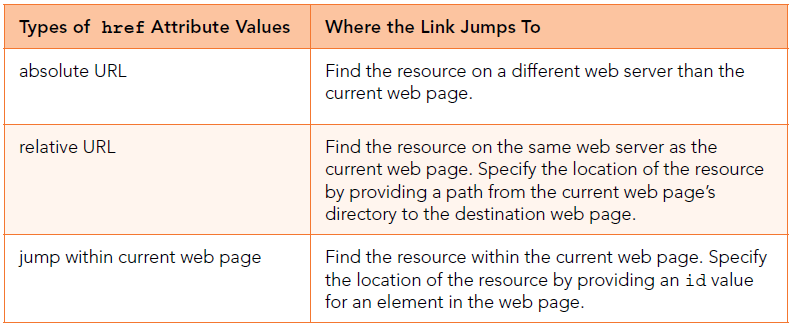 Types of href Attribute Values
Where the Link Jumps To
absolute URL
Find the resource on a different web server than the
current web page.
relative URL
Find the resource on the same web server as the
current web page. Specify the location of the resource
by providing a path from the current web page’s
directory to the destination web page.
jump within current web page
Find the resource within the current web page. Specify
the location of the resource by providing an id value
for an element in the web page.